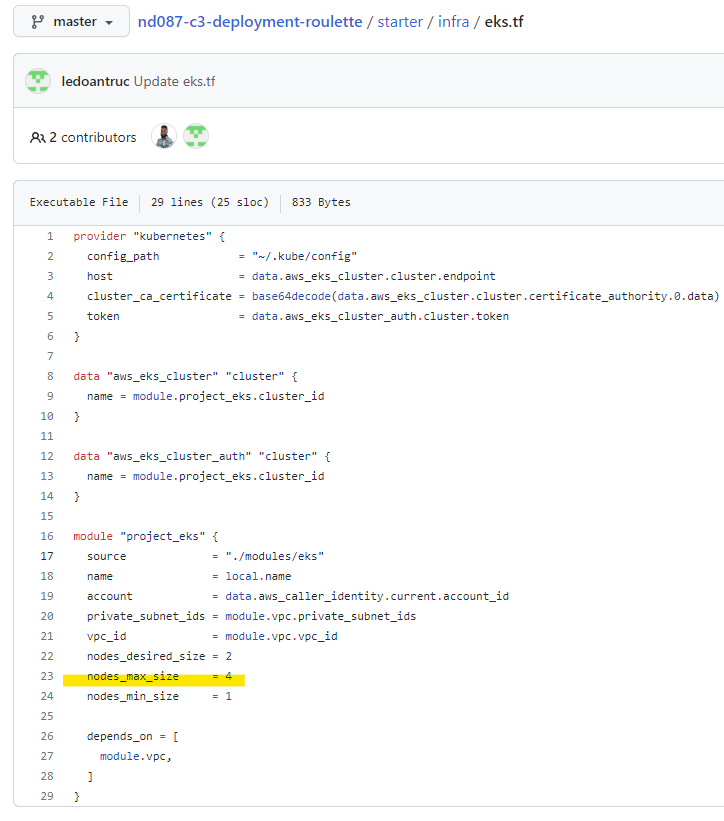 master nd087-c3-deployment-roulette / starter / infra / eks.tf
ledoantruc Update eks.tf
2 contributors
Executable File 29 lines (25 sloc) 833 Bytes
1 provider "kubernetes" {
2   config_path            = "~/.kube/config"
3   host                   = data.aws_eks_cluster.cluster.endpoint
4   cluster_ca_certificate = base64decode(data.aws_eks_cluster.cluster.certificate_authority.0.data)
5   token                  = data.aws_eks_cluster_auth.cluster.token
6 }
7
8 data "aws_eks_cluster" "cluster" {
9   name = module.project_eks.cluster_id
10 }
11
12 data "aws_eks_cluster_auth" "cluster" {
13   name = module.project_eks.cluster_id
14 }
15
16 module "project_eks" {
17   source             = "./modules/eks"
18   name               = local.name
19   account            = data.aws_caller_identity.current.account_id
20   private_subnet_ids = module.vpc.private_subnet_ids
21   vpc_id             = module.vpc.vpc_id
22   nodes_desired_size = 2
23   nodes_max_size     = 4
24   nodes_min_size     = 1
25
26   depends_on = [
27     module.vpc,
28   ]
29 }